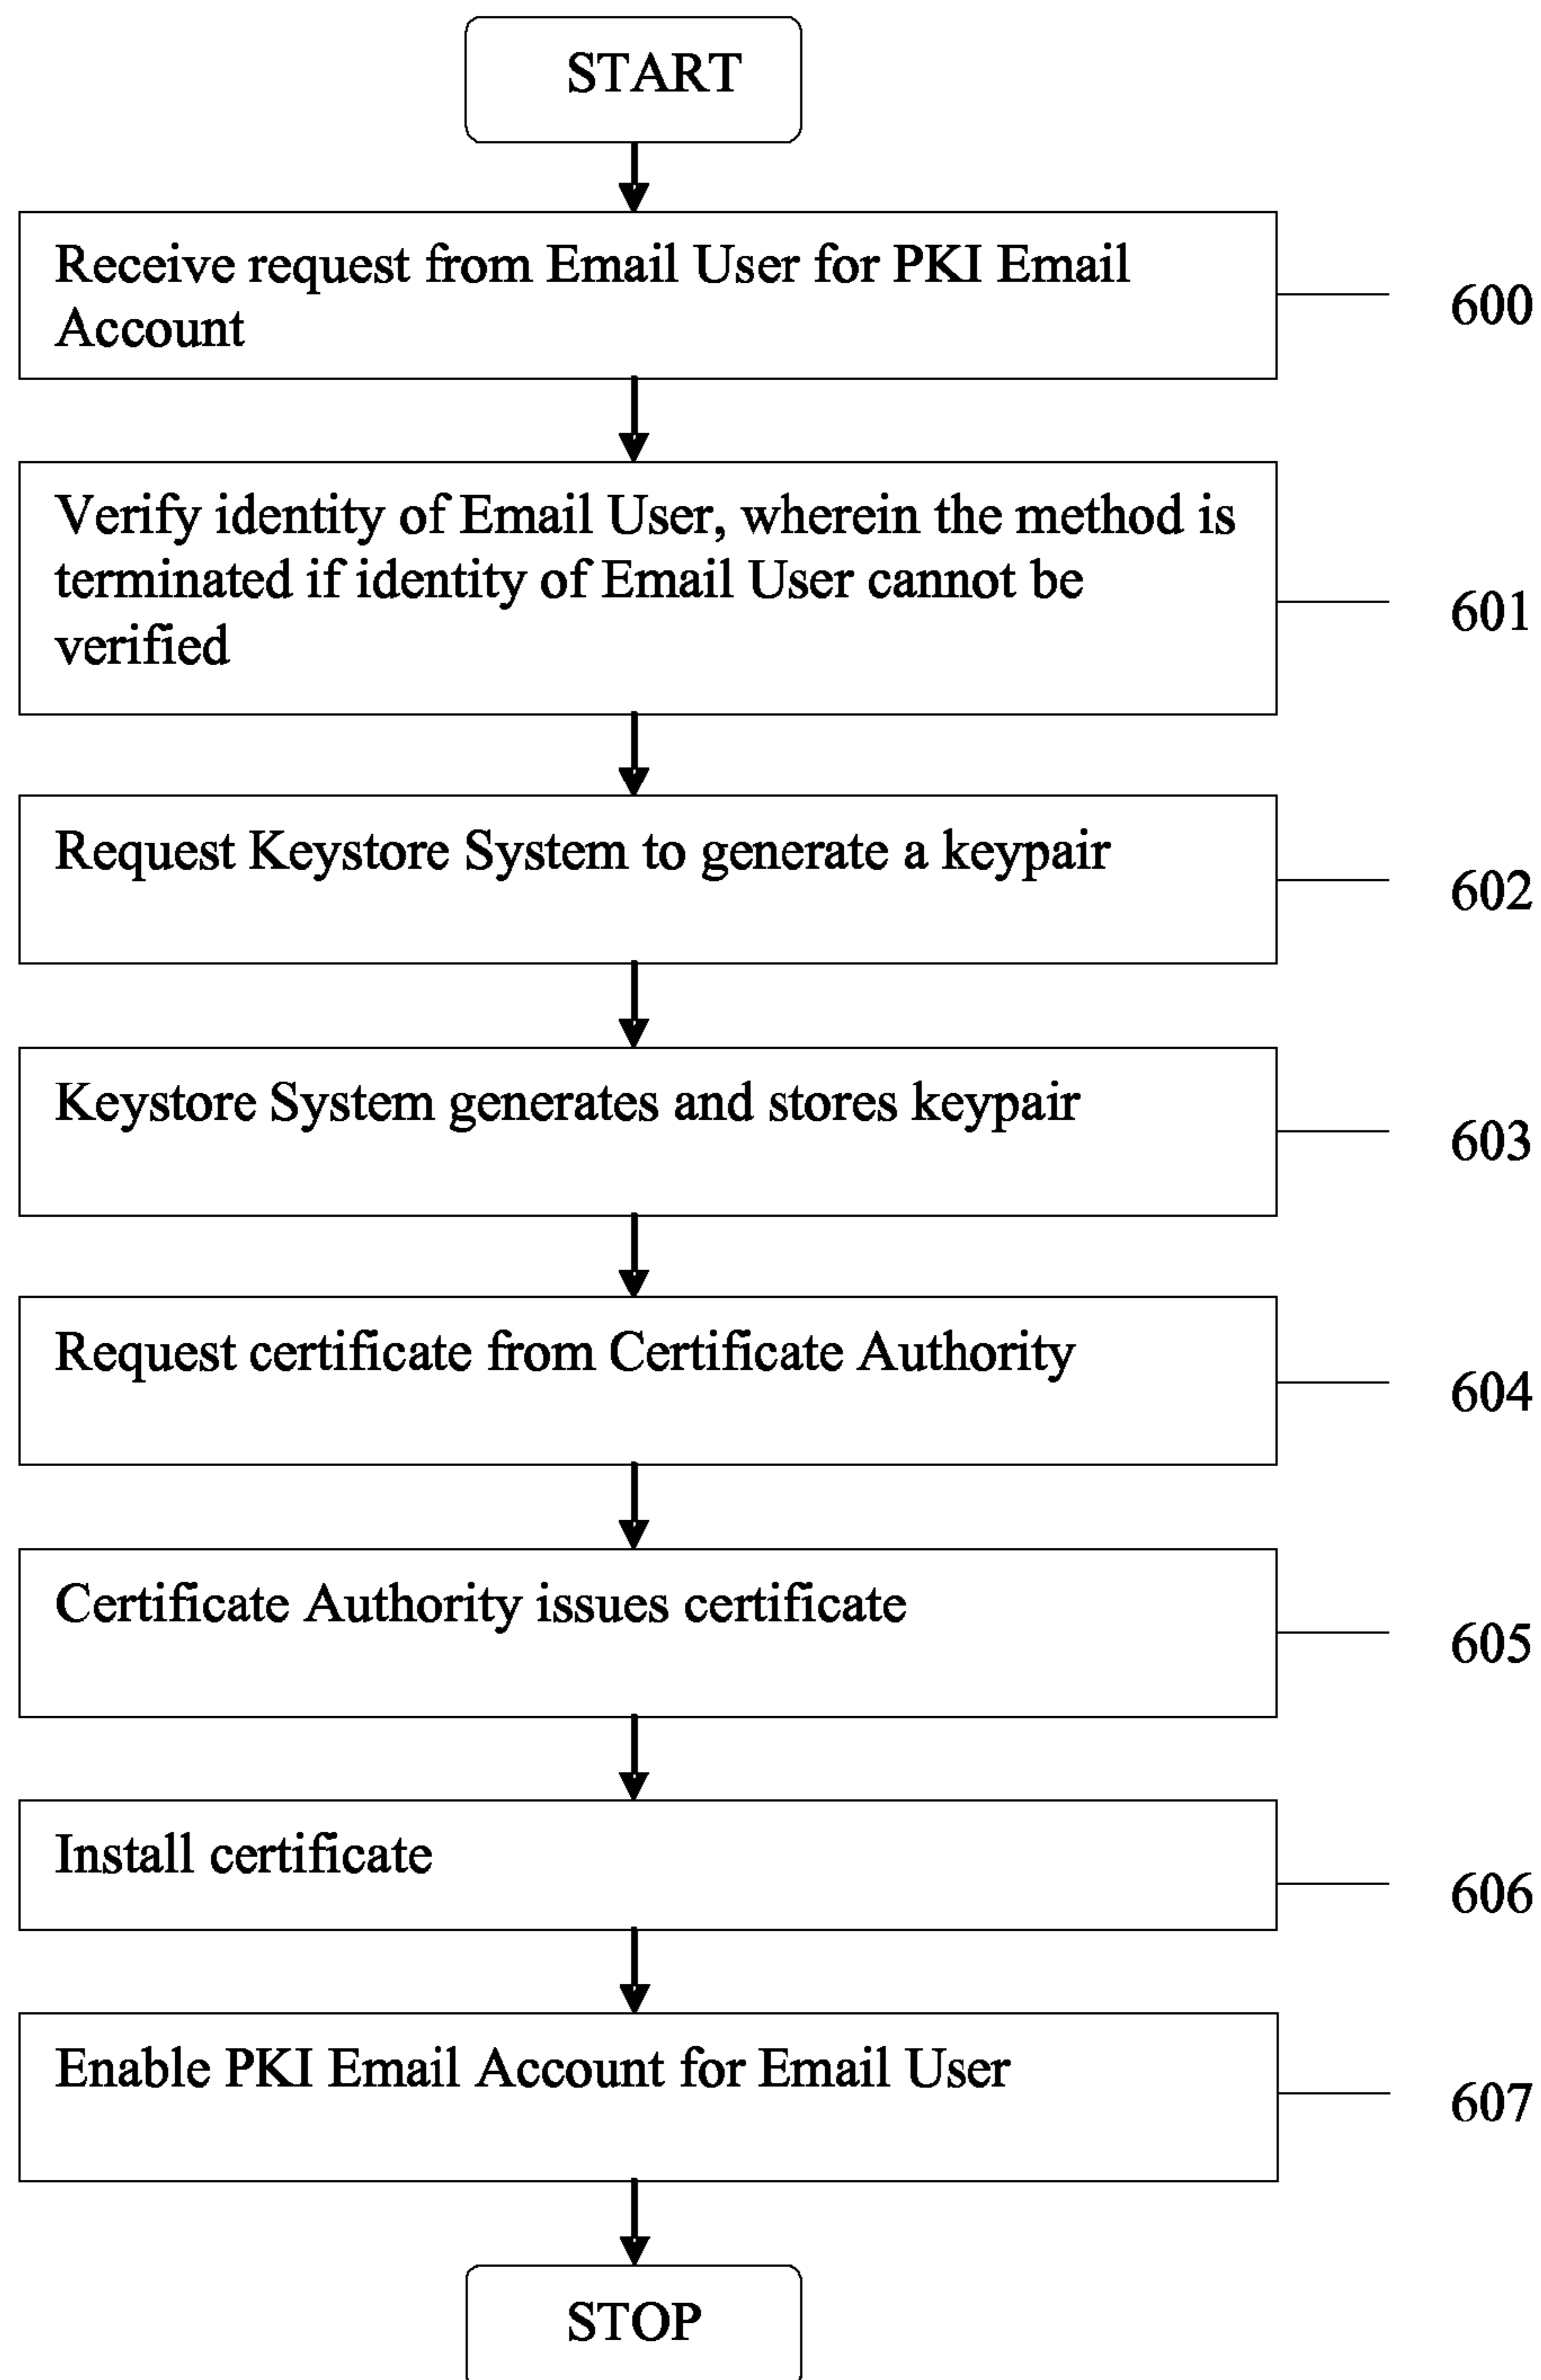 START
Receive request from Email User for PKI Email
Account
600
Verify identity of Email User, wherein the method is
terminated if identity of Email User cannot be
verified
601
Request Keystore System to generate a keypair
602
Keystore System generates and stores keypair
603
Request certificate from Certificate Authority
604
Certificate Authority issues certificate
605
Install certificate
606
Enable PKI Email Account for Email User
607
STOP